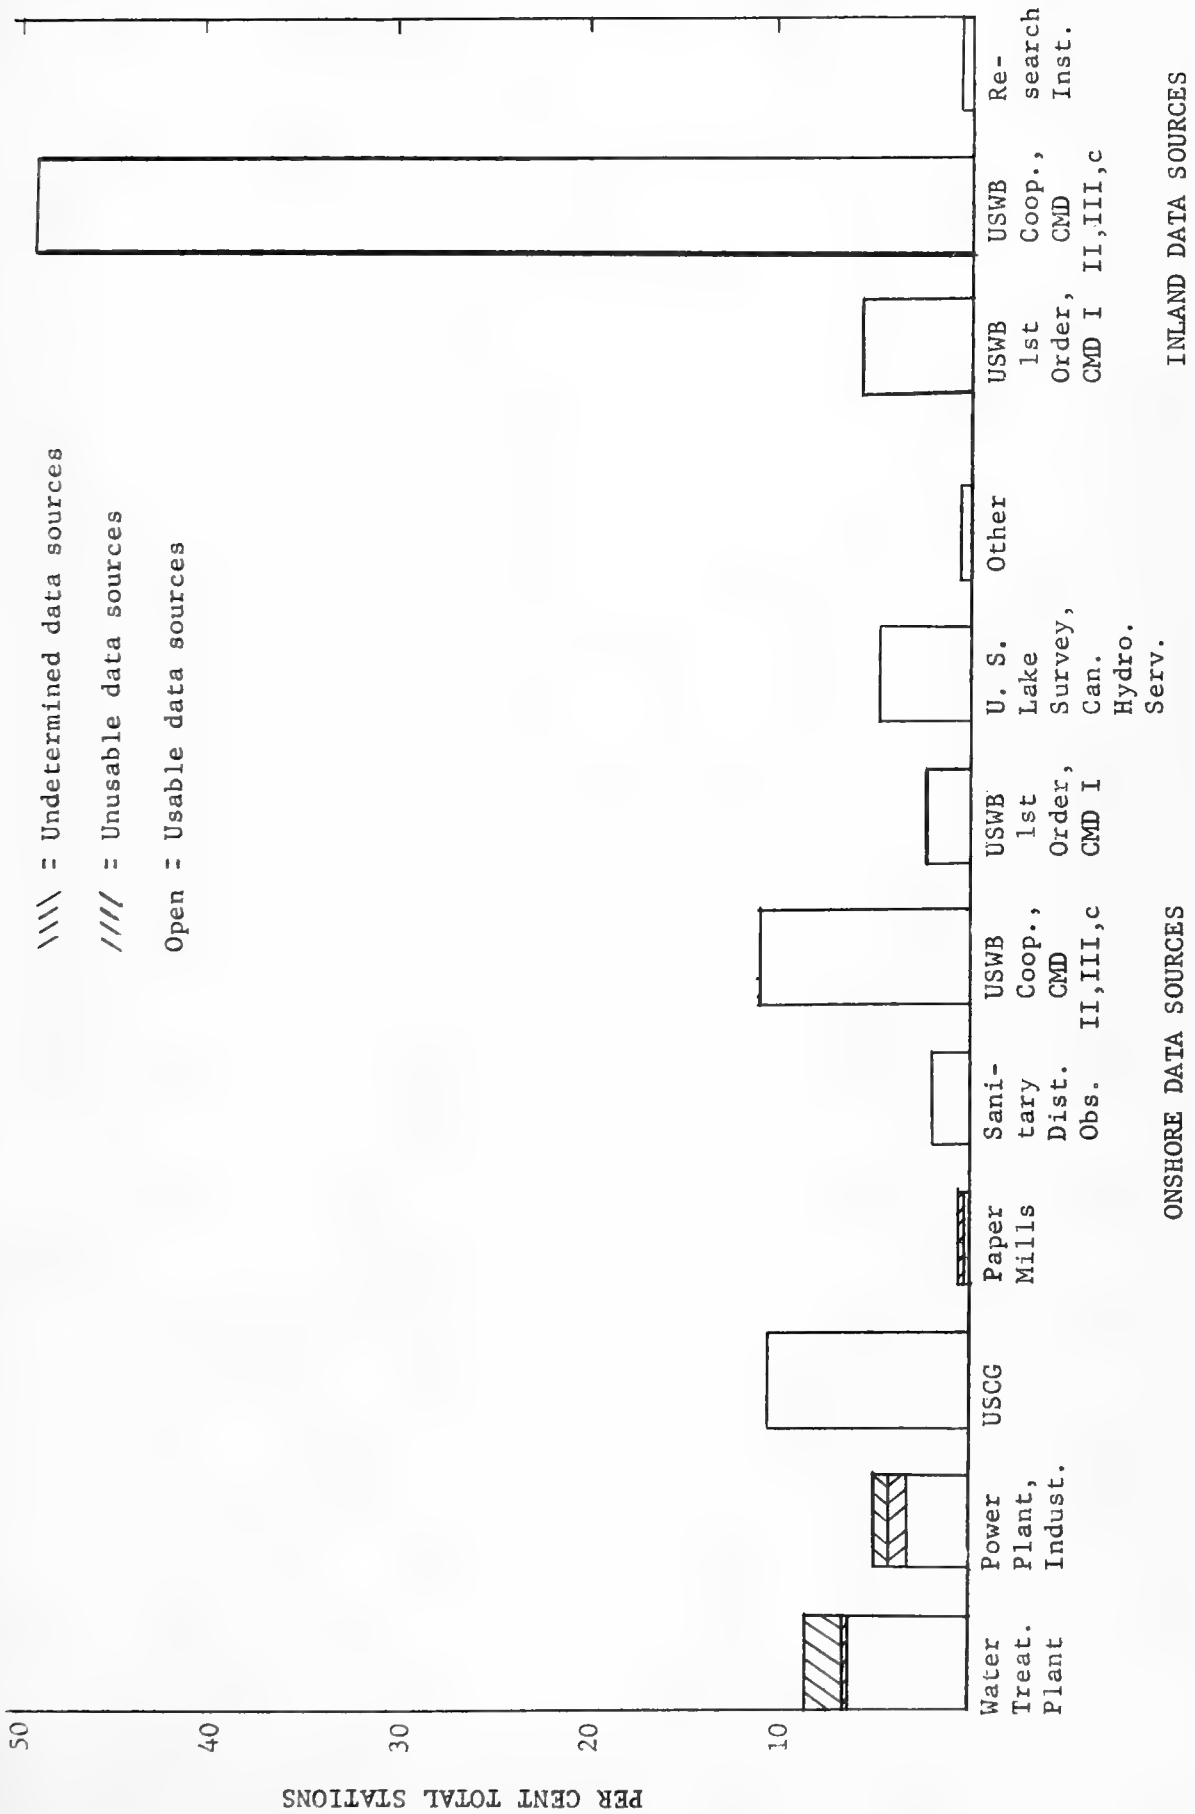 PER CENT TOTAL STATIONS
50
40
30
20
10
\\\\ = Undetermined data sources
//// = Unusable data sources
Open = Usable data sources
Water
Treat.
Plant
Power
Plant,
Indust.
USCG
Paper
Mills
Sani-
tary
Dist.
Obs.
USWB
Coop.,
CMD
II,III,c
USWB
1st
Order,
CMD I
U. S.
Lake
Survey,
Can.
Hydro.
Serv.
Other
USWB
1st
Order,
CMD I
USWB
Coop.,
CMD
II,III,c
Re-
search
Inst.
ONSHORE DATA SOURCES
INLAND DATA SOURCES